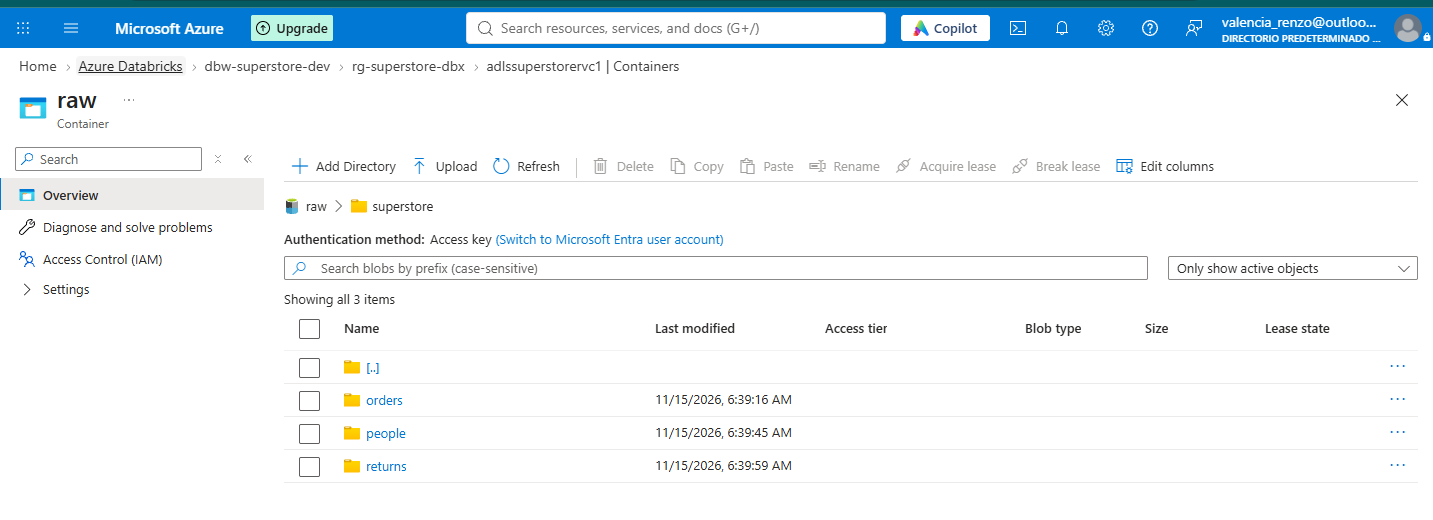 Microsoft Azure
Upgrade
Search resources, services, and docs (G+/)
Copilot
valencia_renzo@outloo...
DIRECTORIO PREDETERMINADO ...
Home > Azure Databricks > dbw-superstore-dev > rg-superstore-dbx > adlssuperstorervc1 | Containers
raw ...
Container
Search
Overview
Diagnose and solve problems
Access Control (IAM)
Settings
Add Directory Upload Refresh Delete Copy Paste Rename Acquire lease Break lease Edit columns
raw > superstore
Authentication method: Access key (Switch to Microsoft Entra user account)
Search blobs by prefix (case-sensitive)
Only show active objects
Showing all 3 items
Name Last modified Access tier Blob type Size Lease state
[..]
orders 11/15/2026, 6:39:16 AM
people 11/15/2026, 6:39:45 AM
returns 11/15/2026, 6:39:59 AM